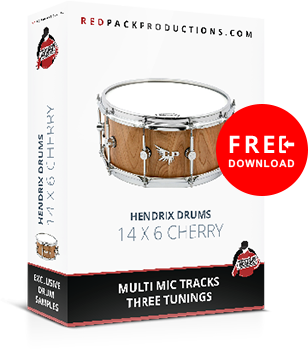 REDPACKPRODUCTIONS.COM
FREE
DOWNLOAD
HENDRIX DRUMS
14 X 6 CHERRY
MULTI MIC TRACKS
THREE TUNINGS
HENDRIX DRUMS
14 X 6 CHERRY
EXCLUSIVE
DRUM
SAMPLES